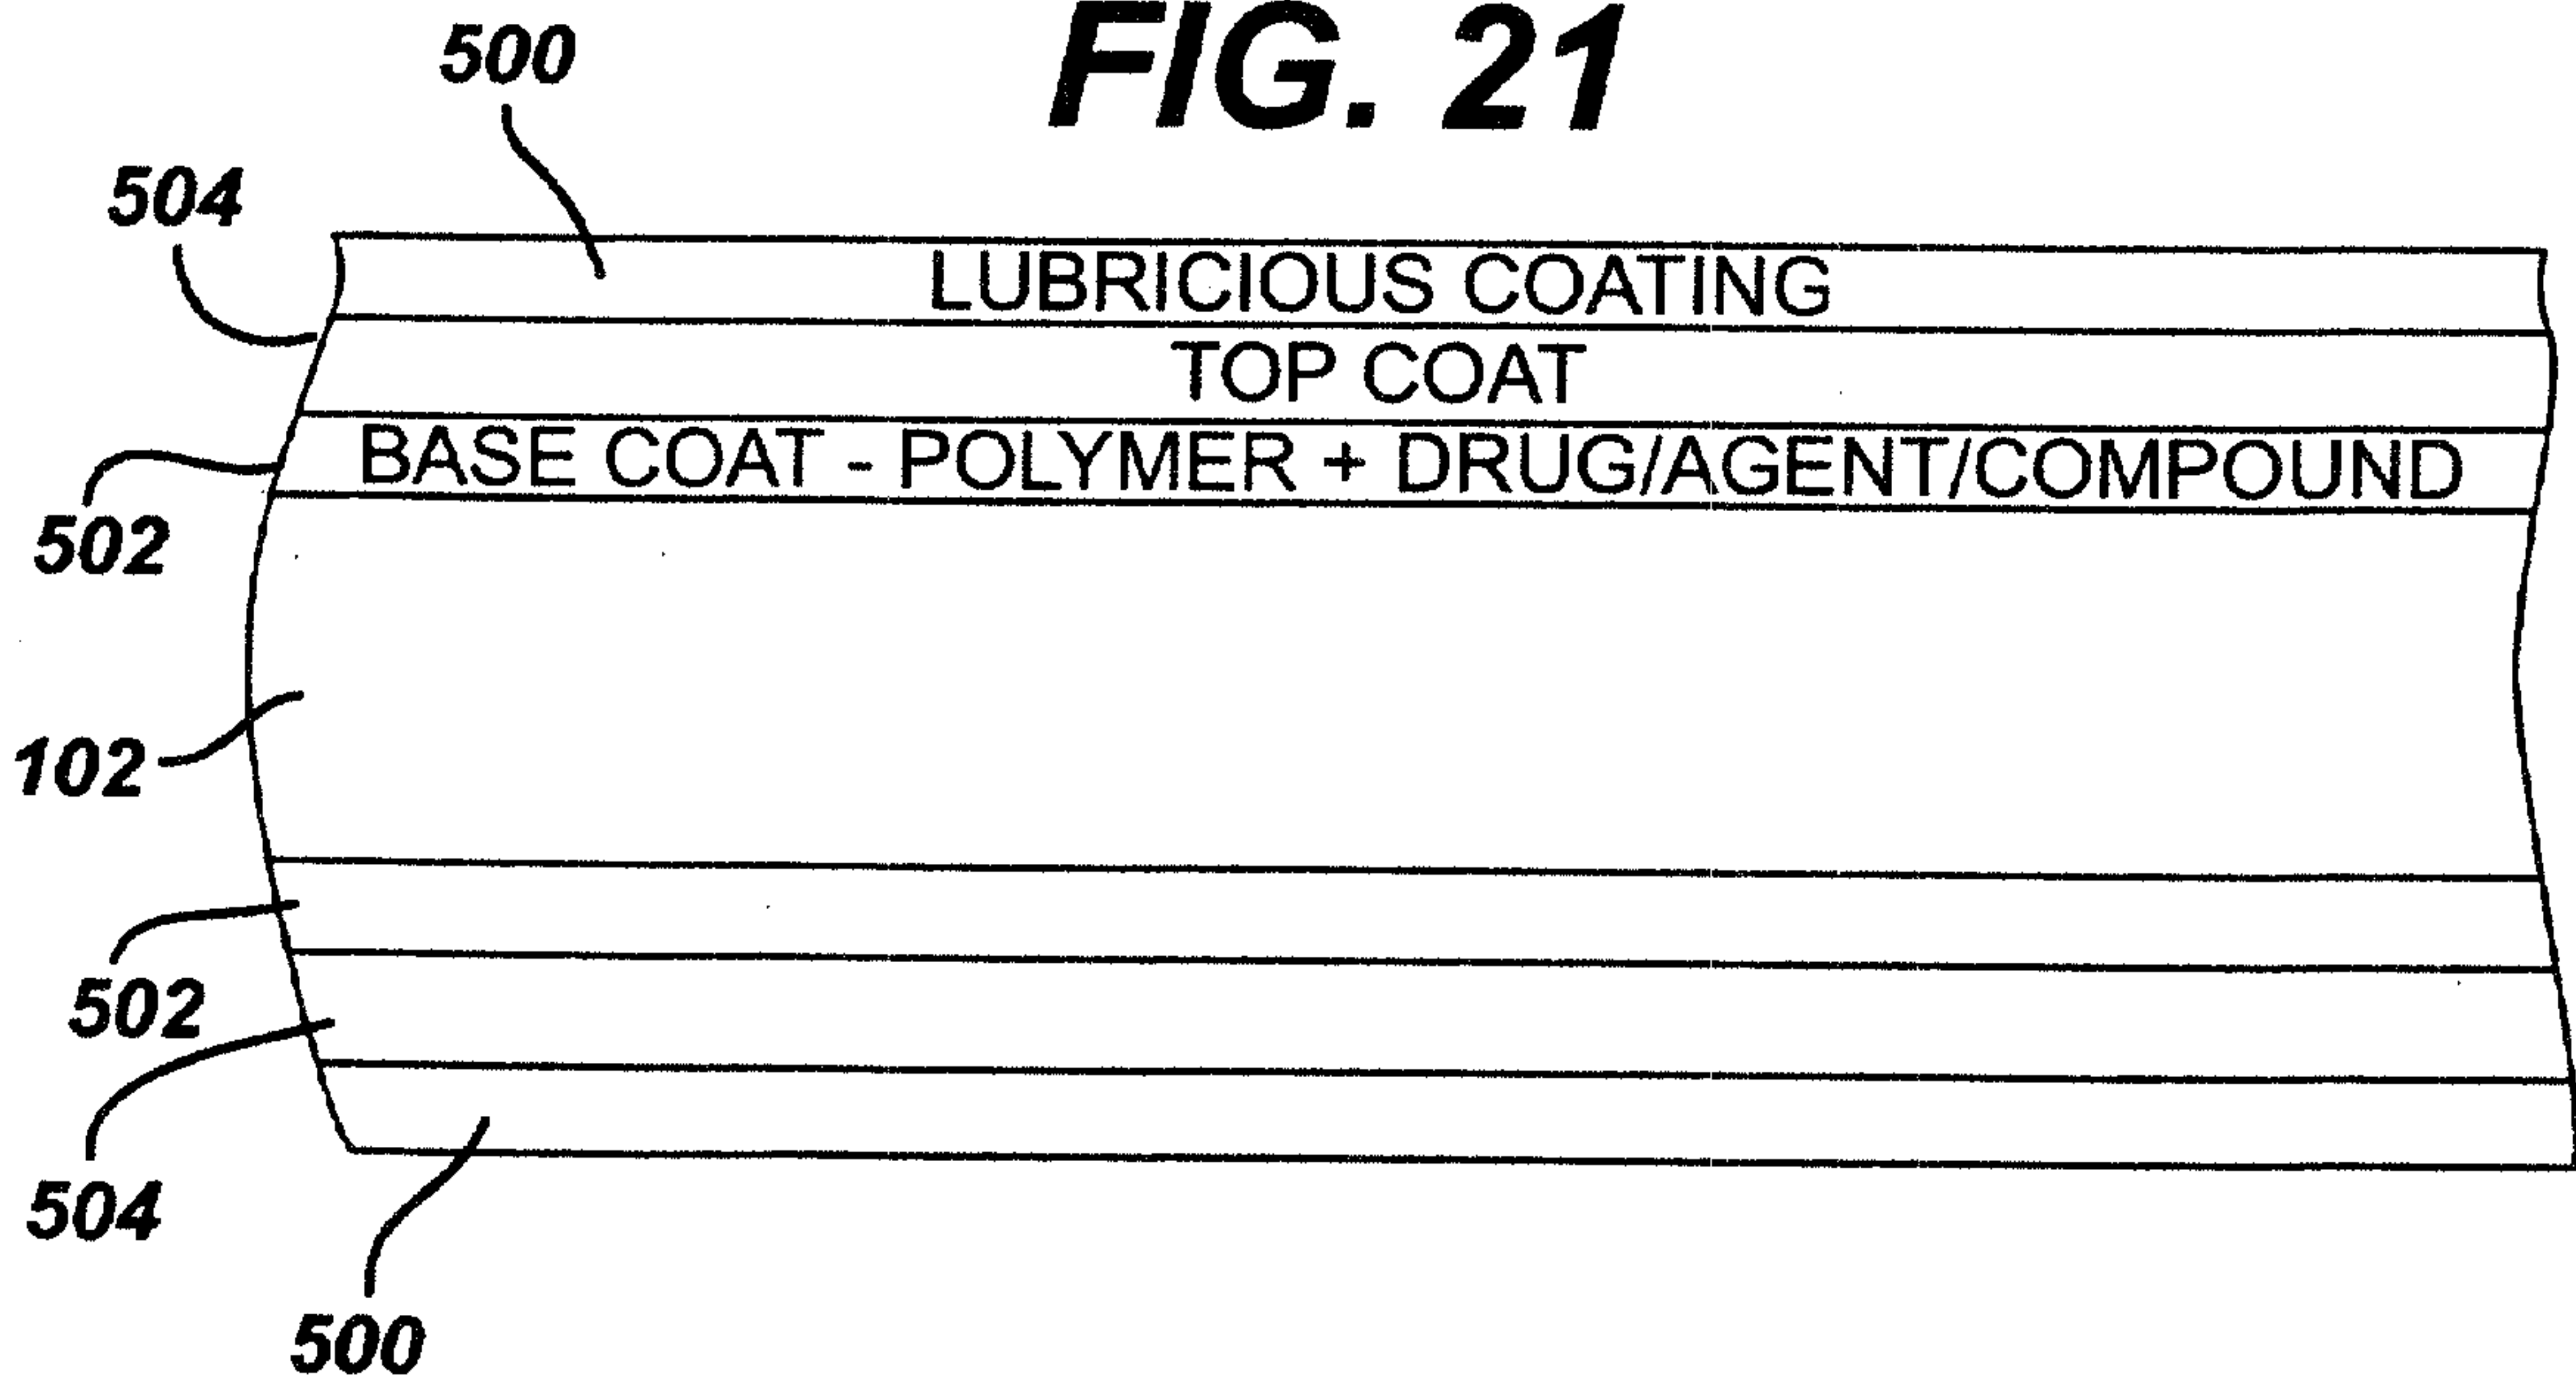 FIG. 21
500
504
LUBRICIOUS COATING
TOP COAT
BASE COAT - POLYMER + DRUG/AGENT/COMPOUND
502
102
502
504
500